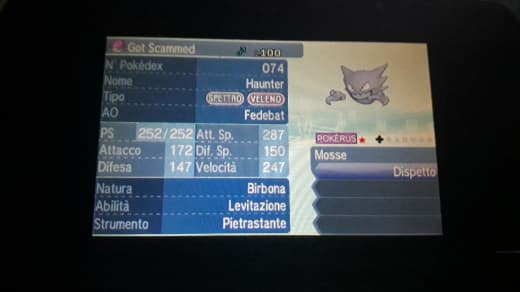 Got Scammed ♂ .100
N° Pokédex 074
Nome Haunter
Tipo SPETTRO VELENO
AO Fedebat
PS 252/252 Att. Sp. 287
Attacco 172 Dif. Sp. 150
Difesa 147 Velocità 247
Natura Birbona
Abilità Levitazione
Strumento Pietrastante
POKÉRUS
Mosse
Dispetto